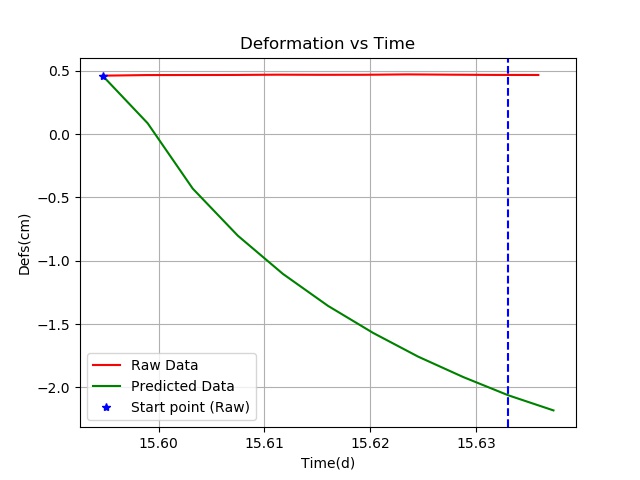 Deformation vs Time
Defs(cm)
0.5
0.0
−0.5
−1.0
−1.5
−2.0
Raw Data
Predicted Data
Start point (Raw)
15.60 15.61 15.62 15.63
Time(d)